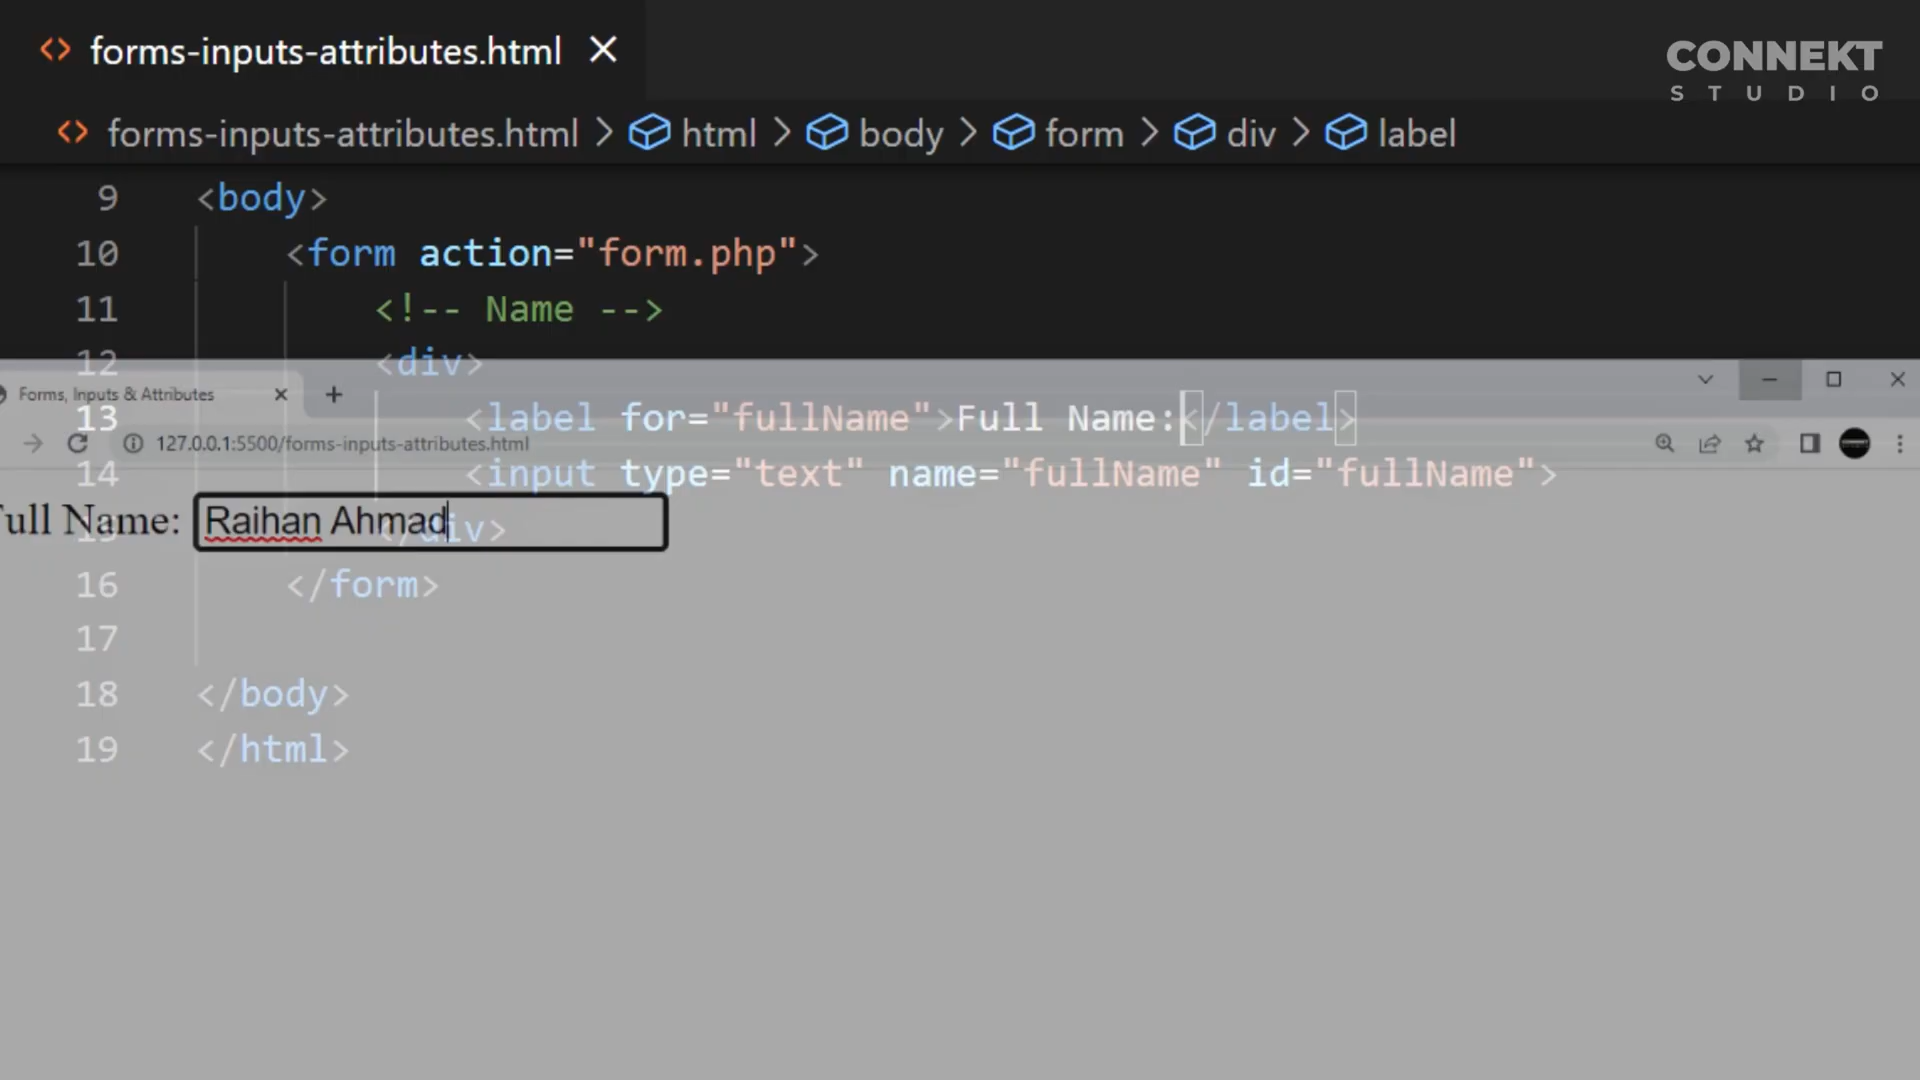 forms-inputs-attributes.html
CONNEKT
STUDIO
forms-inputs-attributes.html > html > body > form > div > label
9 <body>
10 <form action="form.php">
11 <!-- Name -->
12 <div>
Forms, Inputs & Attributes
13 <label for="fullName">Full Name:</label>
127.0.0.1:5500/forms-inputs-attributes.html
14 <input type="text" name="fullName" id="fullName">
Full Name: Raihan Ahmad
15 </div>
16 </form>
17
18 </body>
19 </html>